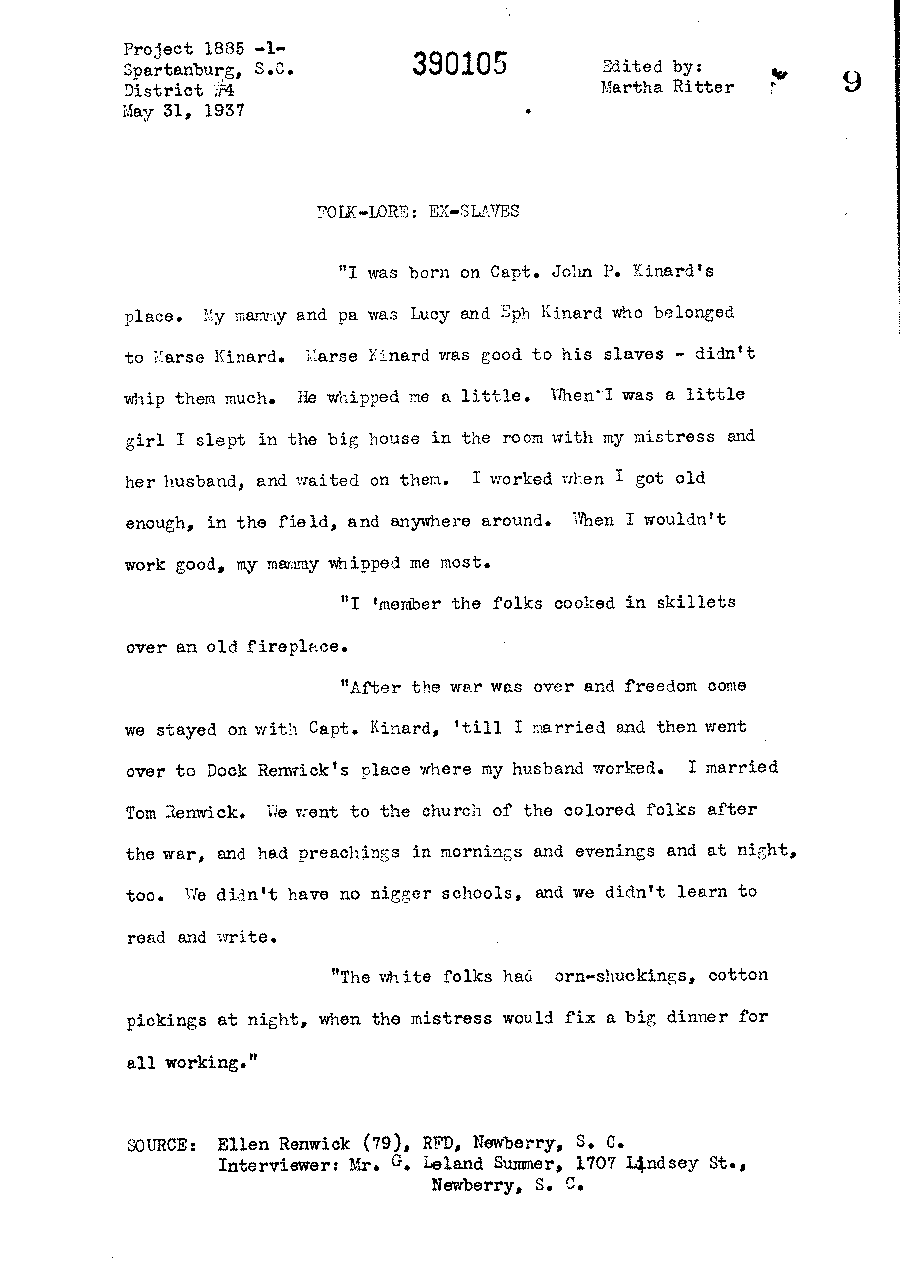 Project 1885 -1-
Spartanburg, S.C.
District #4
May 31, 1937
390105
Edited by:
Martha Ritter
9
FOLK-LORE: EX-SLAVES
"I was born on Capt. John P. Kinard's
place. My mammy and pa was Lucy and Eph Kinard who belonged
to Marse Kinard. Marse Kinard was good to his slaves - didn't
whip them much. He whipped me a little. When I was a little
girl I slept in the big house in the room with my mistress and
her husband, and waited on them. I worked when I got old
enough, in the field, and anywhere around. When I wouldn't
work good, my mammy whipped me most.
"I 'member the folks cooked in skillets
over an old fireplace.
"After the war was over and freedom come
we stayed on with Capt. Kinard, 'till I married and then went
over to Dock Renwick's place where my husband worked. I married
Tom Renwick. We went to the church of the colored folks after
the war, and had preachings in mornings and evenings and at night,
too. We didn't have no nigger schools, and we didn't learn to
read and write.
"The white folks had orn-shuckings, cotton
pickings at night, when the mistress would fix a big dinner for
all working."
SOURCE: Ellen Renwick (79), RFD, Newberry, S. C.
Interviewer: Mr. G. Leland Summer, 1707 Lindsey St.,
Newberry, S. C.